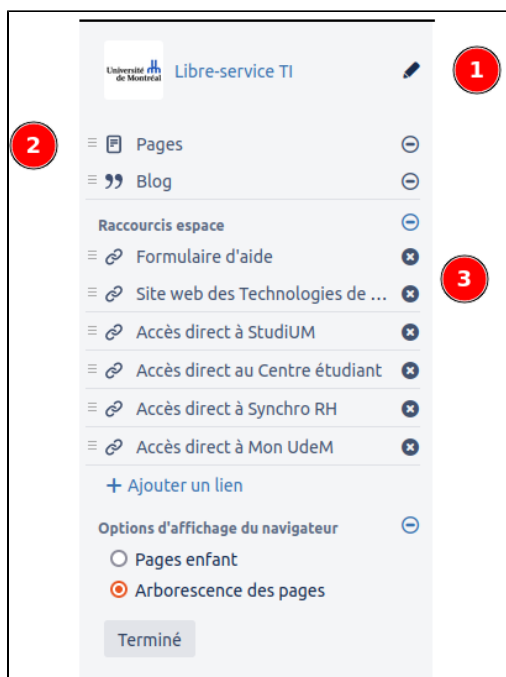 Université
de Montréal
Libre-service TI
1
2
Pages
Blog
Raccourcis espace
Formulaire d'aide
3
Site web des Technologies de ...
Accès direct à StudiUM
Accès direct au Centre étudiant
Accès direct à Synchro RH
Accès direct à Mon UdeM
+ Ajouter un lien
Options d'affichage du navigateur
Pages enfant
Arborescence des pages
Terminé